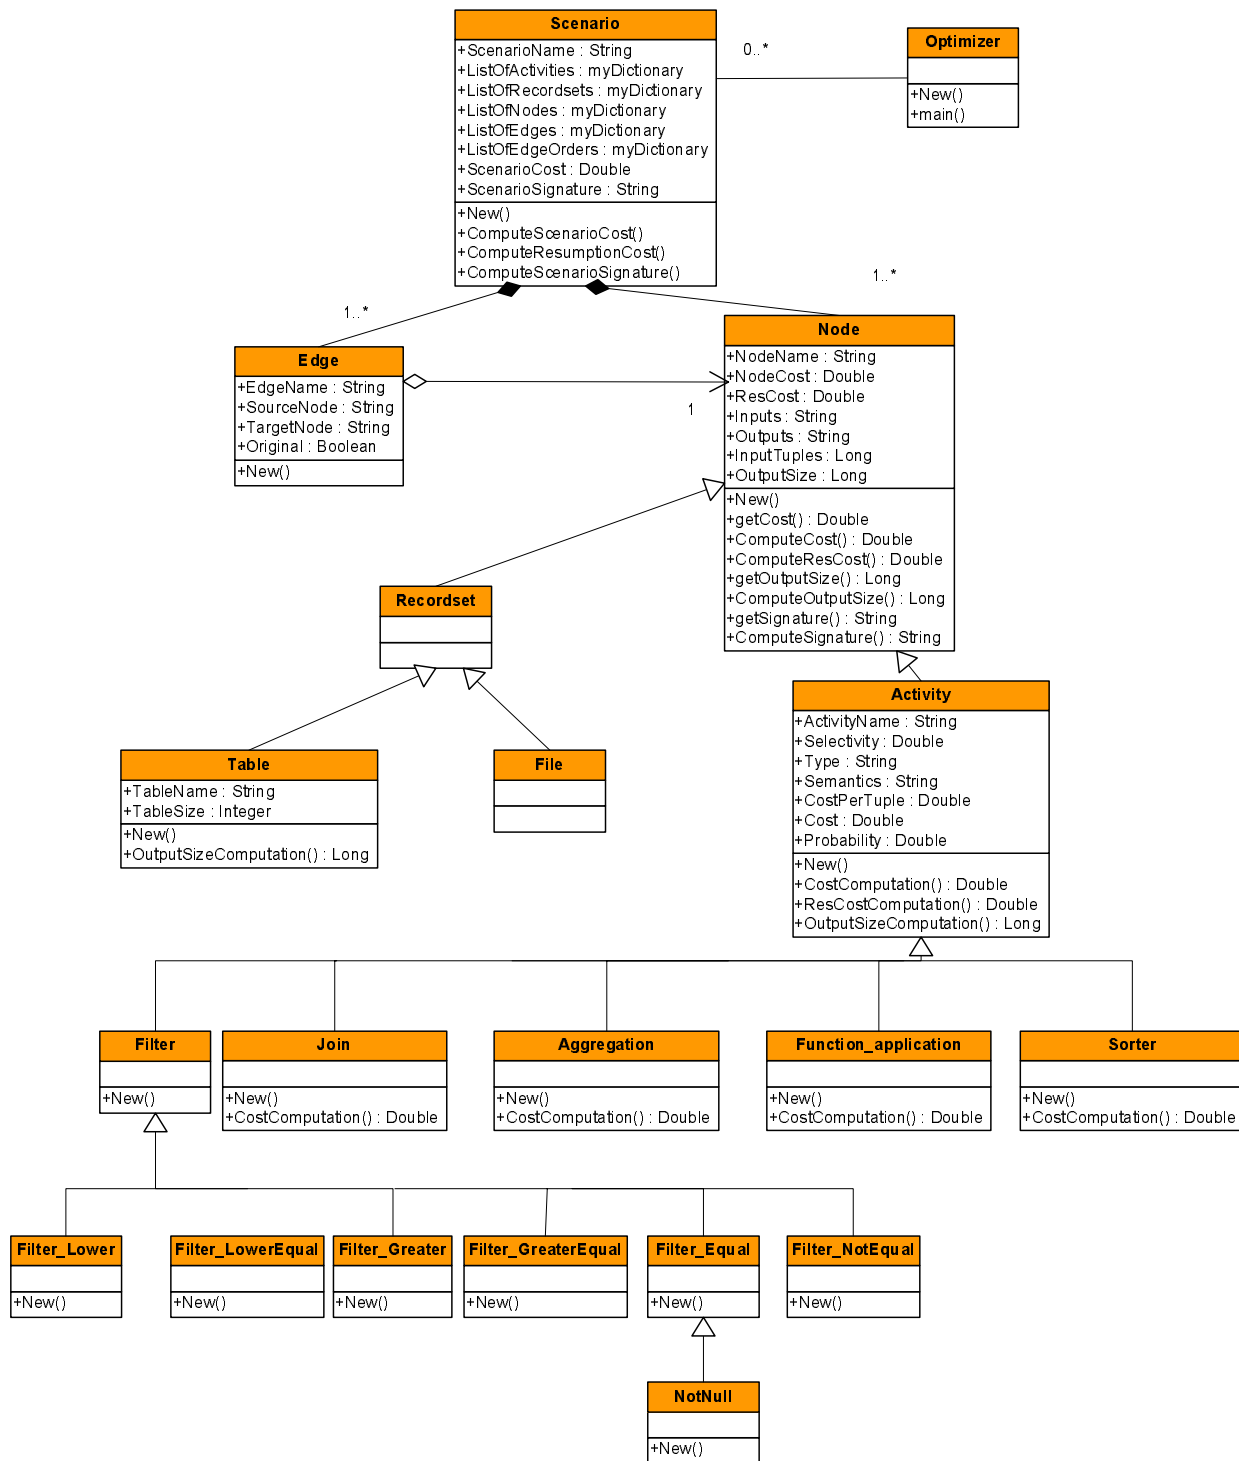 Scenario
+ScenarioName : String
+ListOfActivities : myDictionary
+ListOfRecordsets : myDictionary
+ListOfNodes : myDictionary
+ListOfEdges : myDictionary
+ListOfEdgeOrders : myDictionary
+ScenarioCost : Double
+ScenarioSignature : String
+New()
+ComputeScenarioCost()
+ComputeResumptionCost()
+ComputeScenarioSignature()
0..*
Optimizer
+New()
+main()
1..*
1..*
Edge
+EdgeName : String
+SourceNode : String
+TargetNode : String
+Original : Boolean
+New()
1
Node
+NodeName : String
+NodeCost : Double
+ResCost : Double
+Inputs : String
+Outputs : String
+InputTuples : Long
+OutputSize : Long
+New()
+getCost() : Double
+ComputeCost() : Double
+ComputeResCost() : Double
+getOutputSize() : Long
+ComputeOutputSize() : Long
+getSignature() : String
+ComputeSignature() : String
Recordset
Table
+TableName : String
+TableSize : Integer
+New()
+OutputSizeComputation() : Long
File
Activity
+ActivityName : String
+Selectivity : Double
+Type : String
+Semantics : String
+CostPerTuple : Double
+Cost : Double
+Probability : Double
+New()
+CostComputation() : Double
+ResCostComputation() : Double
+OutputSizeComputation() : Long
Filter
+New()
Join
+New()
+CostComputation() : Double
Aggregation
+New()
+CostComputation() : Double
Function_application
+New()
+CostComputation() : Double
Sorter
+New()
+CostComputation() : Double
Filter_Lower
+New()
Filter_LowerEqual
+New()
Filter_Greater
+New()
Filter_GreaterEqual
+New()
Filter_Equal
+New()
Filter_NotEqual
+New()
NotNull
+New()